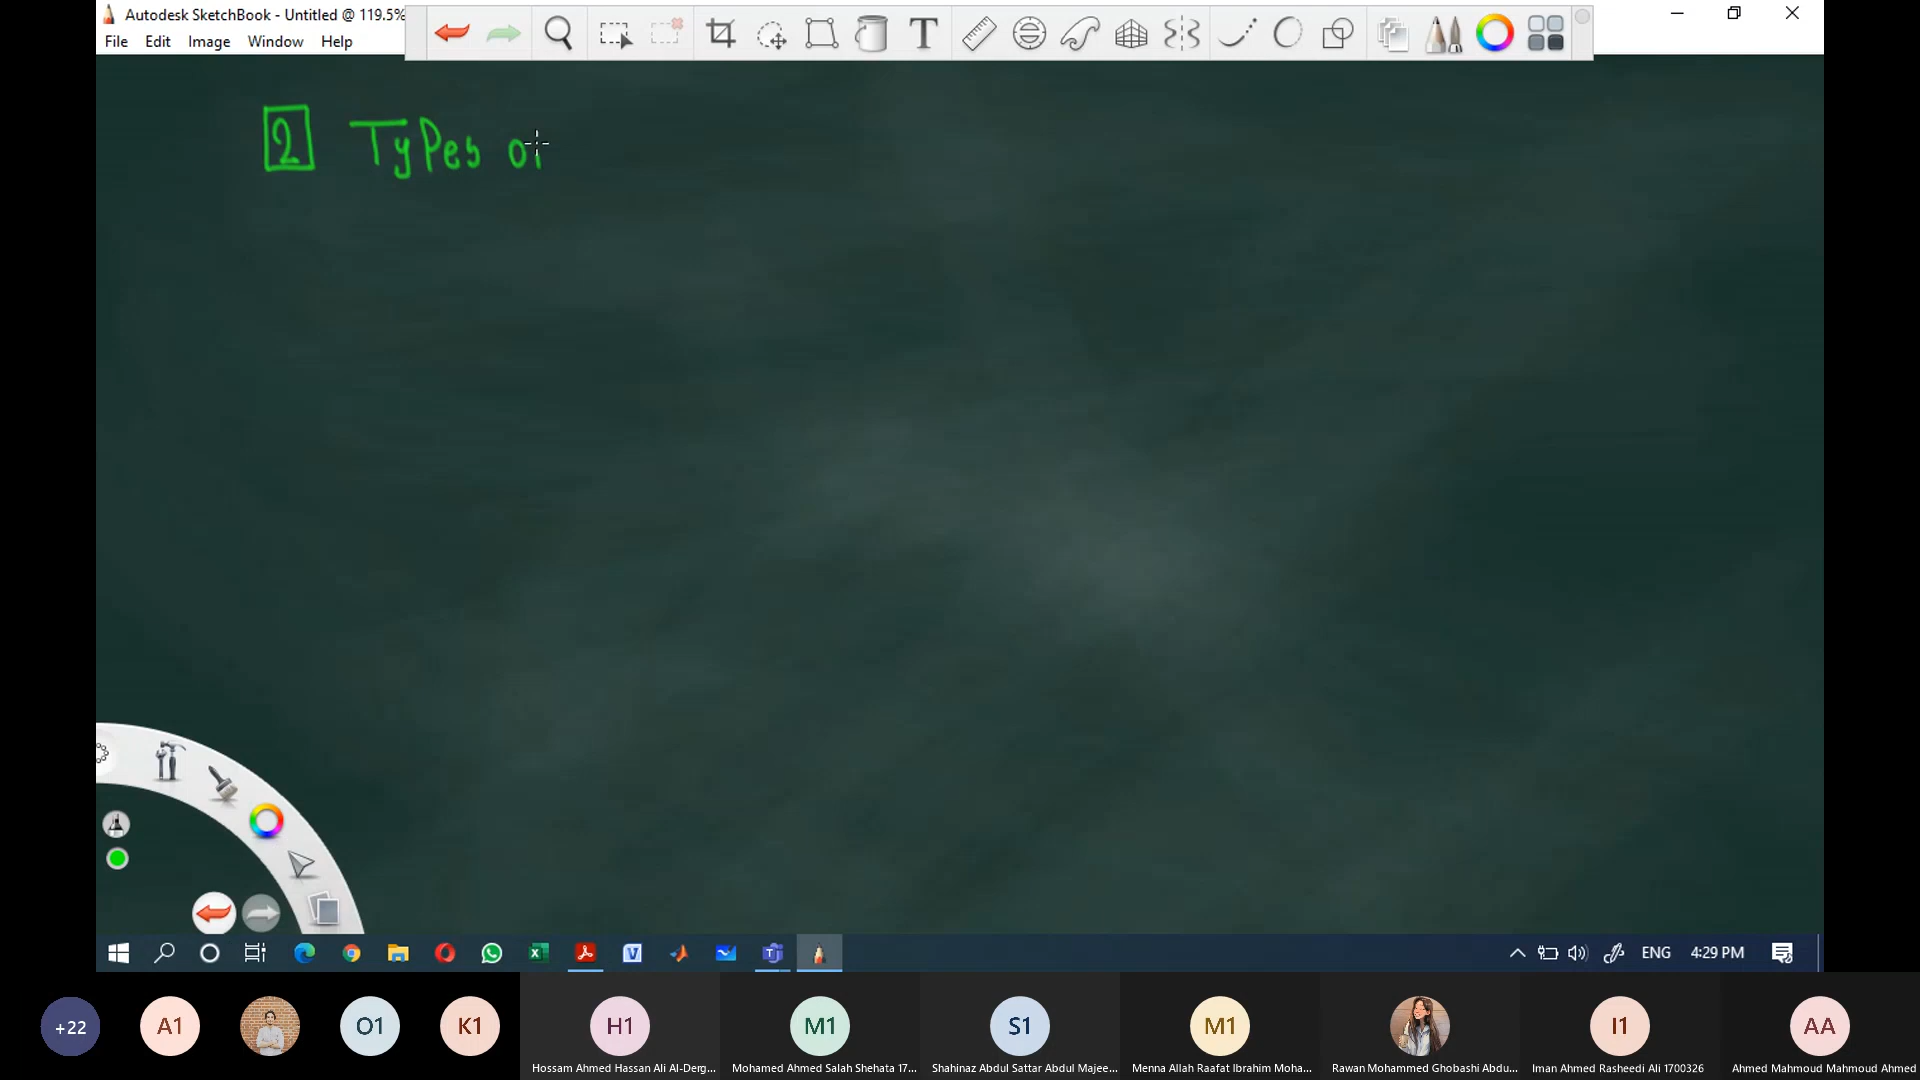 Autodesk SketchBook - Untitled @ 119.5%
File Edit Image Window Help
T
2 Types of
ENG 4:29 PM
+22 A1 O1 K1 H1 M1 S1 M1 I1 AA
Hossam Ahmed Hassan Ali Al-Derg... Mohamed Ahmed Salah Shehata 17... Shahinaz Abdul Sattar Abdul Majee... Menna Allah Raafat Ibrahim Moha... Rawan Mohammed Ghobashi Abdu... Iman Ahmed Rasheedi Ali 1700326 Ahmed Mahmoud Mahmoud Ahmed